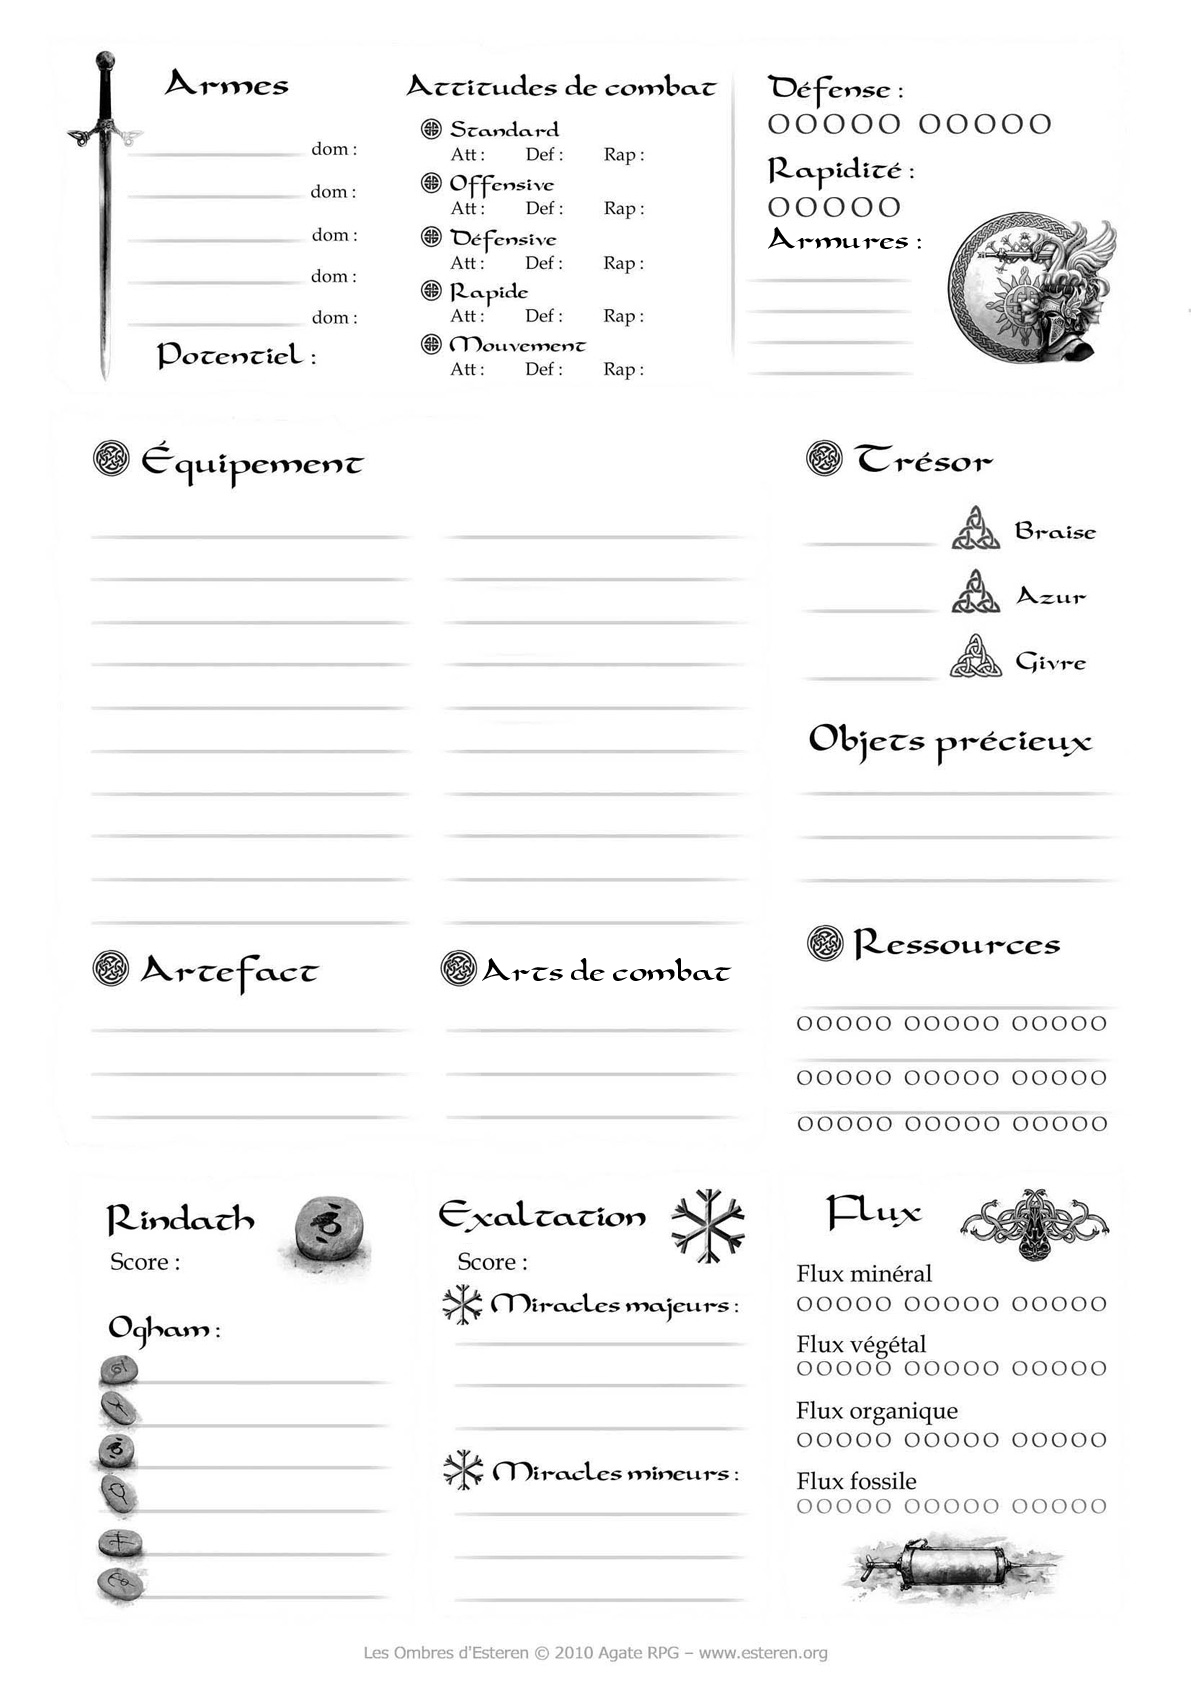 Armes
dom :
dom :
dom :
dom :
dom :
Potentiel :
Attitudes de combat
Standard
Att : Def : Rap :
Offensive
Att : Def : Rap :
Défensive
Att : Def : Rap :
Rapide
Att : Def : Rap :
Mouvement
Att : Def : Rap :
Défense :
OOOOO OOOOO
Rapidité :
OOOOO
Armures :
Équipement
Trésor
Braise
Azur
Givre
Objets précieux
Artefact
Arts de combat
Ressources
OOOOO OOOOO OOOOO
OOOOO OOOOO OOOOO
OOOOO OOOOO OOOOO
Rindath
Score :
Ogham :
Exaltation
Score :
Miracles majeurs :
Miracles mineurs :
Flux
Flux minéral
OOOOO OOOOO OOOOO
Flux végétal
OOOOO OOOOO OOOOO
Flux organique
OOOOO OOOOO OOOOO
Flux fossile
OOOOO OOOOO OOOOO
Les Ombres d'Esteren © 2010 Agate RPG – www.esteren.org